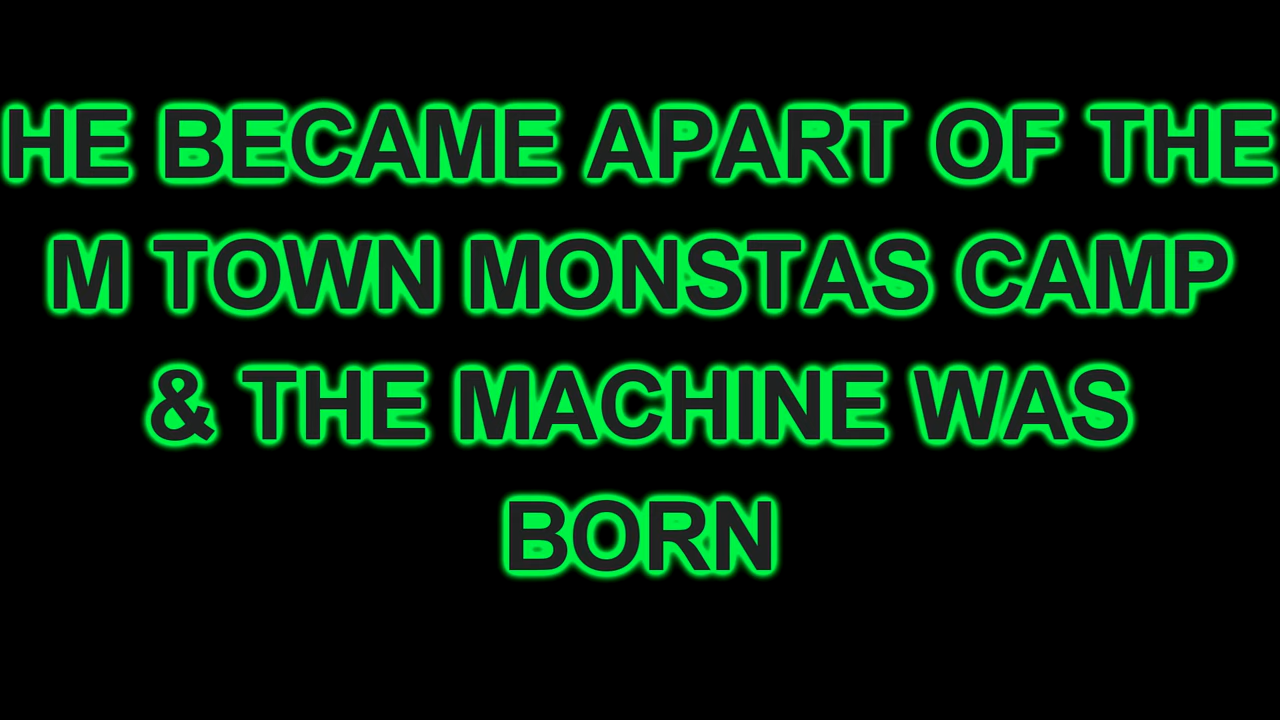 HE BECAME APART OF THE
M TOWN MONSTAS CAMP
& THE MACHINE WAS
BORN